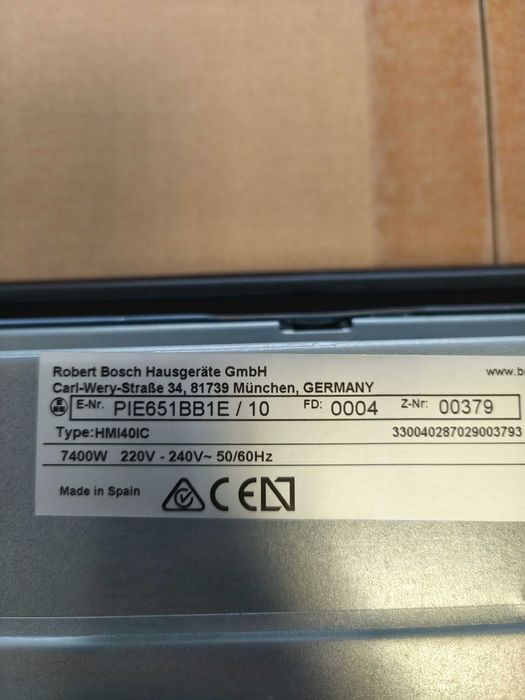 Robert Bosch Hausgeräte GmbH www.b
Carl-Wery-Straße 34, 81739 München, GERMANY
E-Nr. PIE651BB1E / 10 FD: 0004 Z-Nr: 00379
Type:HMI40IC 330040287029003793
7400W 220V - 240V~ 50/60Hz
Made in Spain CE